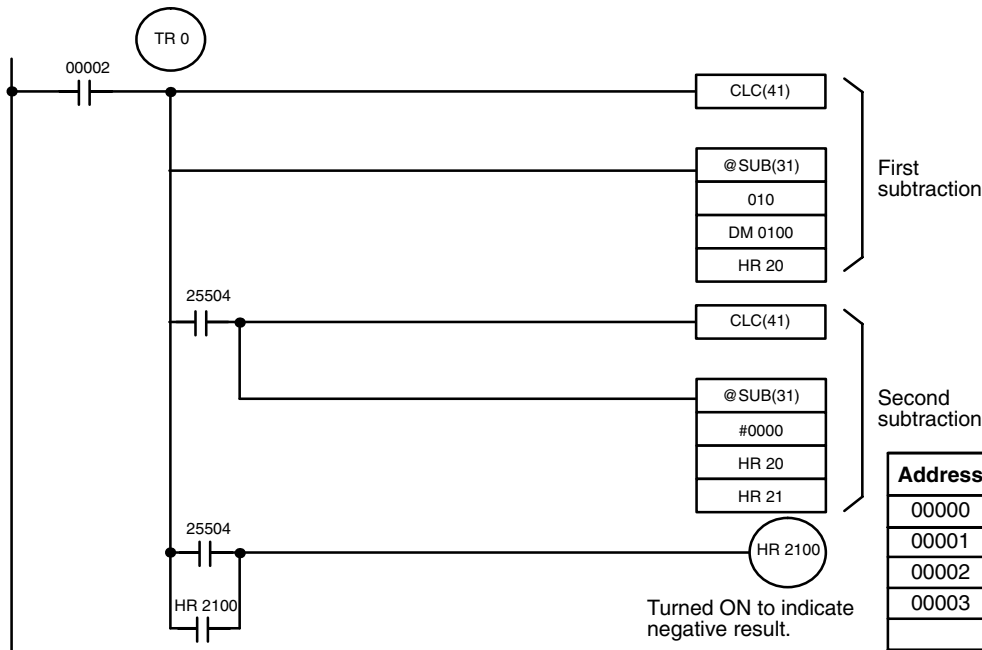 TR 0
00002
CLC(41)
@SUB(31)
010
DM 0100
HR 20
First
subtraction
25504
CLC(41)
@SUB(31)
#0000
HR 20
HR 21
Second
subtraction
25504
HR 2100
HR 2100
Turned ON to indicate
negative result.
Address
00000
00001
00002
00003